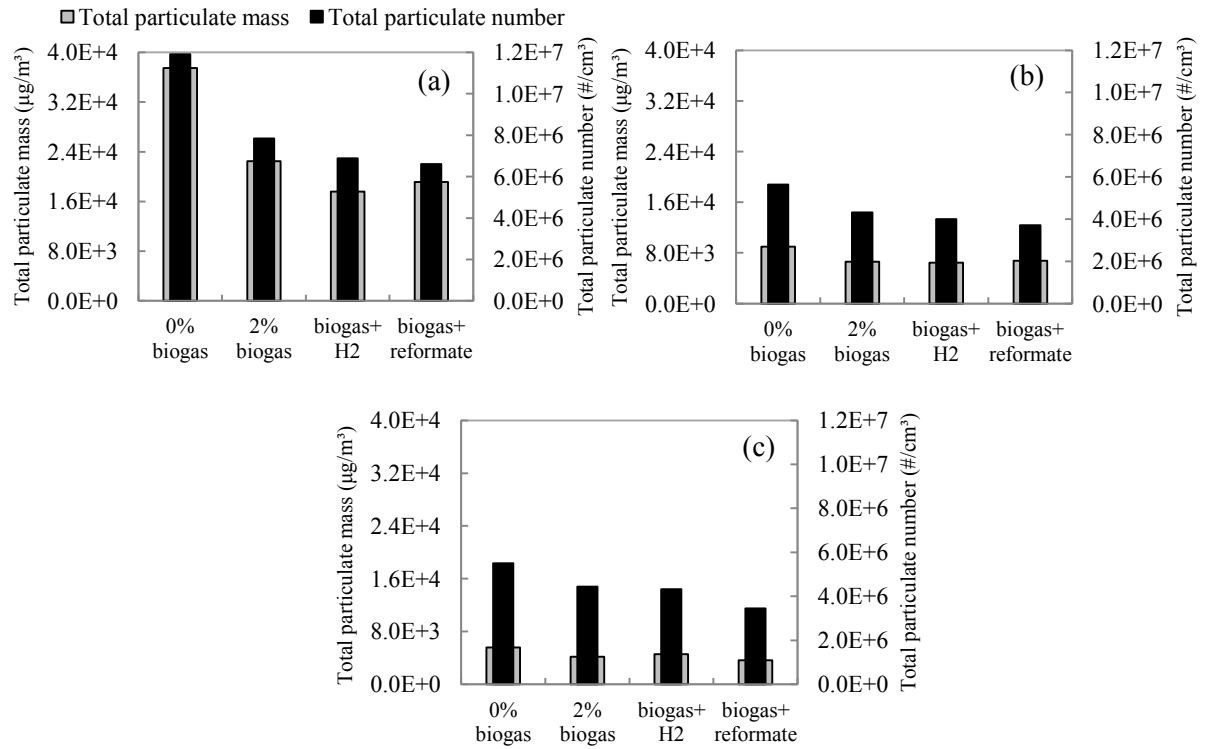 Total particulate mass Total particulate number
(a)
Total particulate mass (µg/m³)
4.0E+4
3.2E+4
2.4E+4
1.6E+4
8.0E+3
0.0E+0
1.2E+7
1.0E+7
8.0E+6
6.0E+6
4.0E+6
2.0E+6
0.0E+0
Total particulate number (#/cm³)
0% 2% biogas+ biogas+
biogas biogas H2 reformate
(b)
Total particulate mass (µg/m³)
4.0E+4
3.2E+4
2.4E+4
1.6E+4
8.0E+3
0.0E+0
1.2E+7
1.0E+7
8.0E+6
6.0E+6
4.0E+6
2.0E+6
0.0E+0
Total particulate number (#/cm³)
0% 2% biogas+ biogas+
biogas biogas H2 reformate
(c)
Total particulate mass (µg/m³)
4.0E+4
3.2E+4
2.4E+4
1.6E+4
8.0E+3
0.0E+0
1.2E+7
1.0E+7
8.0E+6
6.0E+6
4.0E+6
2.0E+6
0.0E+0
Total particulate number (#/cm³)
0% 2% biogas+ biogas+
biogas biogas H2 reformate